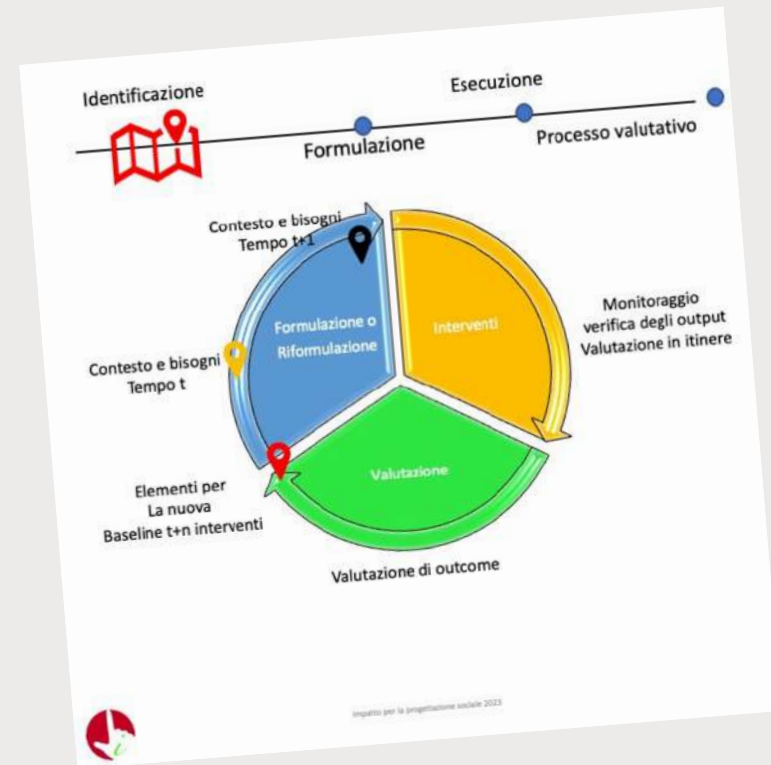 Identificazione
Esecuzione
Formulazione
Processo valutativo
Contesto e bisogni
Tempo t+1
Formulazione o
Riformulazione
Interventi
Monitoraggio
verifica degli output
Valutazione in itinere
Contesto e bisogni
Tempo t
Elementi per
La nuova
Baseline t+n interventi
Valutazione
Valutazione di outcome
Impatto per la progettazione sociale 2023
i